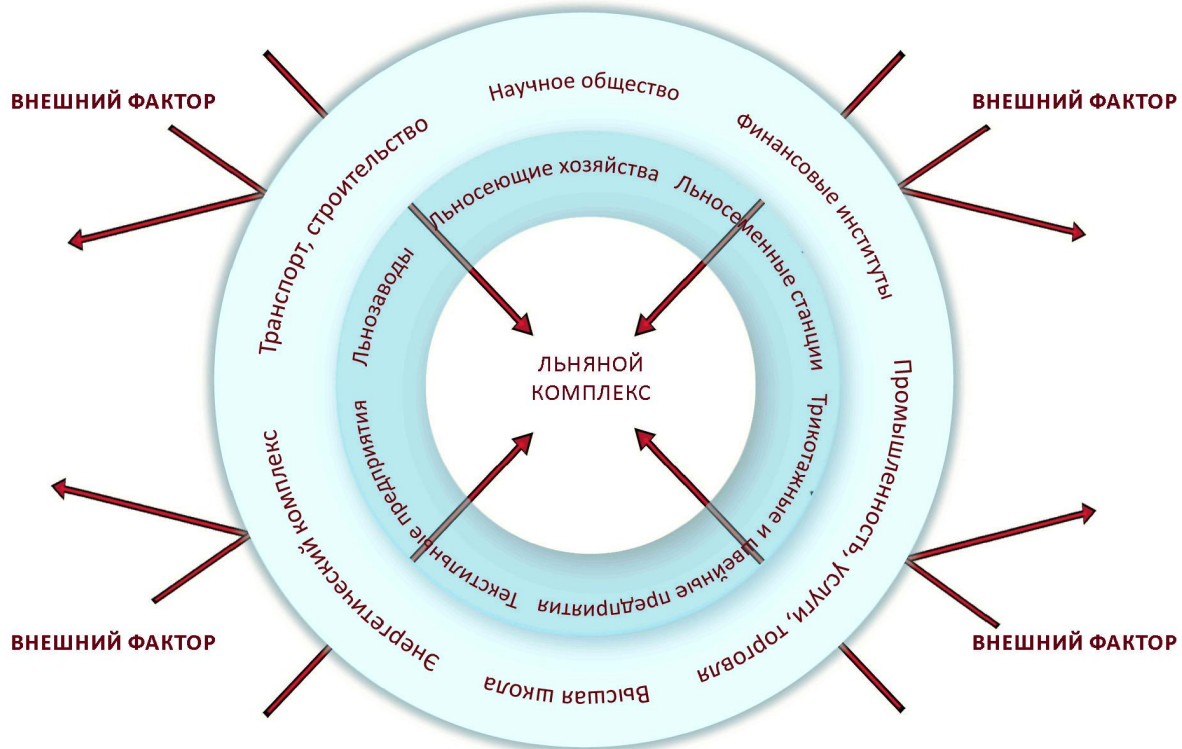 Научное общество
ВНЕШНИЙ ФАКТОР
ВНЕШНИЙ ФАКТОР
Транспорт, строительство
Финансовые институты
Льносеющие хозяйства
Льносеменные станции
Льнозаводы
ЛЬНЯНОЙ
КОМПЛЕКС
Текстильные предприятия
Трикотажные и швейные предприятия
Энергетический комплекс
Промышленность, услуги, торговля
Высшая школа
ВНЕШНИЙ ФАКТОР
ВНЕШНИЙ ФАКТОР